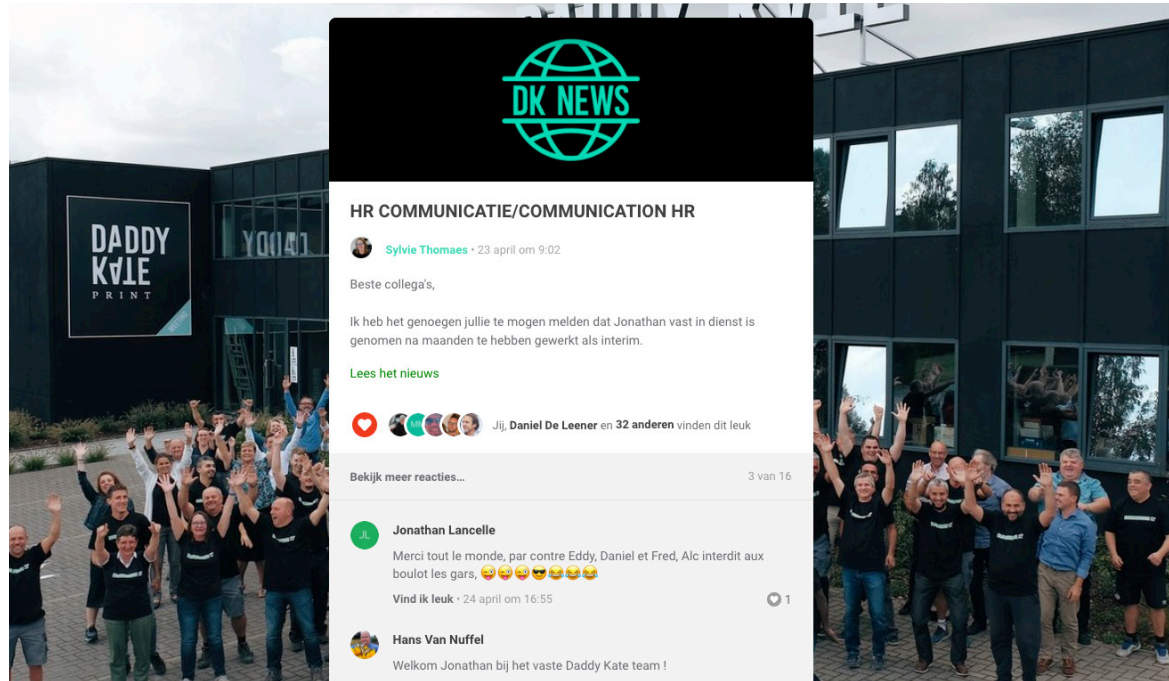 DK NEWS
DADDY
KATE
PRINT
HR COMMUNICATIE/COMMUNICATION HR
Sylvie Thomaes • 23 april om 9:02
Beste collega's,
Ik heb het genoegen jullie te mogen melden dat Jonathan vast in dienst is
genomen na maanden te hebben gewerkt als interim.
Lees het nieuws
Jij, Daniel De Leener en 32 anderen vinden dit leuk
Bekijk meer reacties...
3 van 16
JL
Jonathan Lancelle
Merci tout le monde, par contre Eddy, Daniel et Fred, Alc interdit aux
boulot les gars, 😜😜😜😎😂😂😂
Vind ik leuk • 24 april om 16:55
1
Hans Van Nuffel
Welkom Jonathan bij het vaste Daddy Kate team !